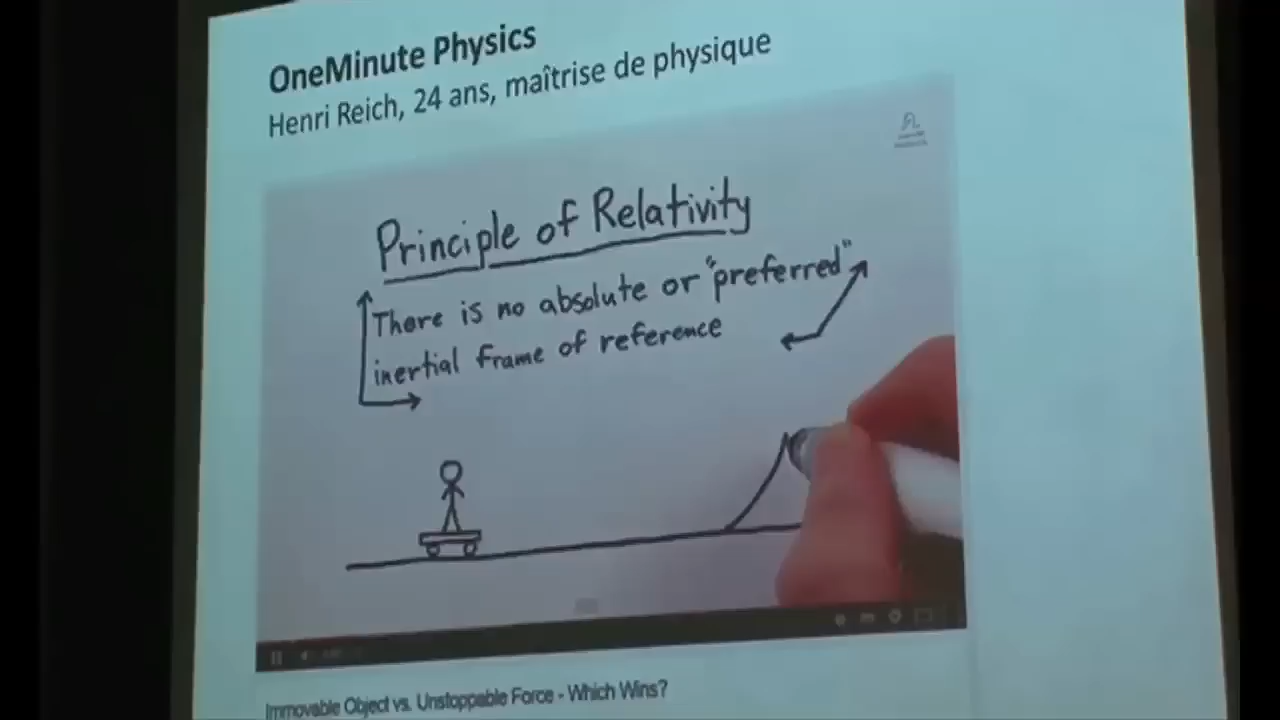 OneMinute Physics
Henri Reich, 24 ans, maîtrise de physique
Principle of Relativity
There is no absolute or "preferred"
inertial frame of reference
Immovable Object vs. Unstoppable Force - Which Wins?